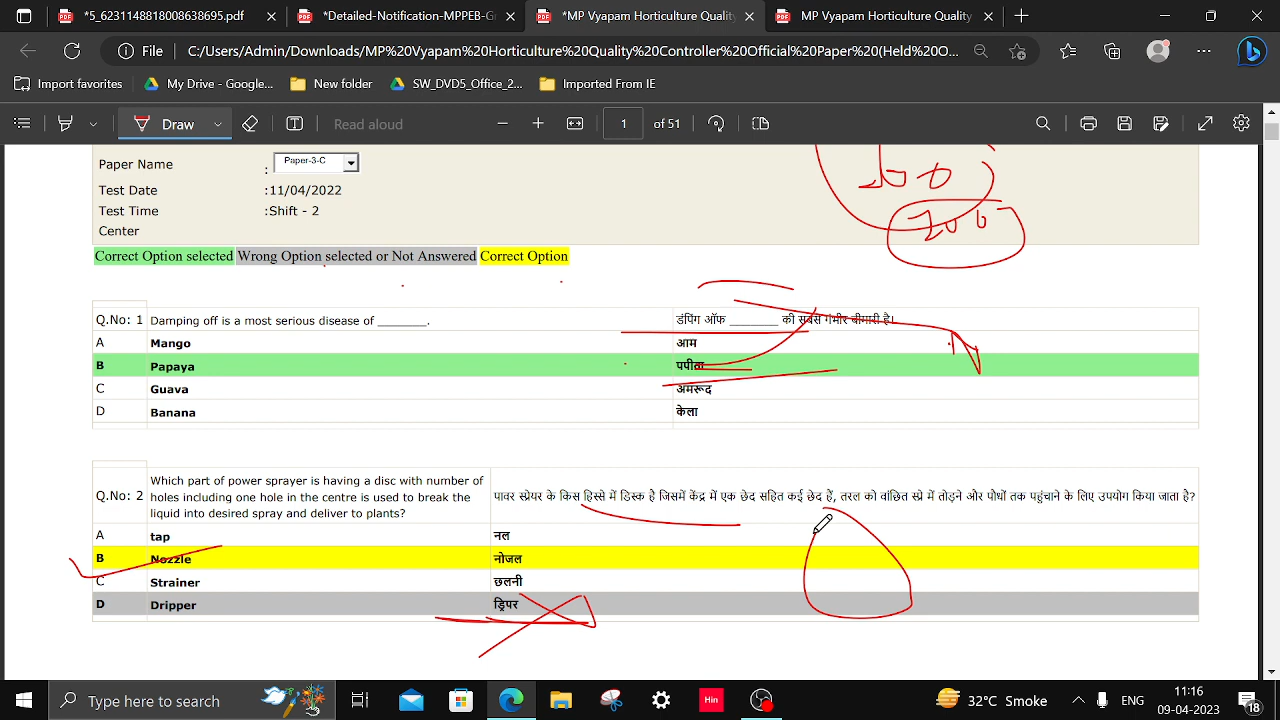 *5_6231148818008638695.pdf
*Detailed-Notification-MPPEB-G
*MP Vyapam Horticulture Quality
MP Vyapam Horticulture Quality
File C:/Users/Admin/Downloads/MP%20Vyapam%20Horticulture%20Quality%20Controller%20Official%20Paper%20(Held%20O...
Import favorites My Drive - Google... New folder SW_DVD5_Office_2... Imported From IE
Draw Read aloud 1 of 51
Paper Name : Paper-3-C
Test Date :11/04/2022
Test Time :Shift - 2
Center
200
Correct Option selected Wrong Option selected or Not Answered Correct Option
Q.No: 1 Damping off is a most serious disease of _______. डंपिंग ऑफ _______ की सबसे गंभीर बीमारी है।
A Mango आम
B Papaya पपीता
C Guava अमरूद
D Banana केला
Which part of power sprayer is having a disc with number of
Q.No: 2 holes including one hole in the centre is used to break the पावर स्प्रेयर के किस हिस्से में डिस्क है जिसमें केंद्र में एक छेद सहित कई छेद हैं, तरल को वांछित स्प्रे में तोड़ने और पौधों तक पहुंचाने के लिए उपयोग किया जाता है?
liquid into desired spray and deliver to plants?
A tap नल
B Nozzle नोजल
C Strainer छलनी
D Dripper ड्रिपर
Type here to search Hin 32°C Smoke ENG 11:16
09-04-2023 18